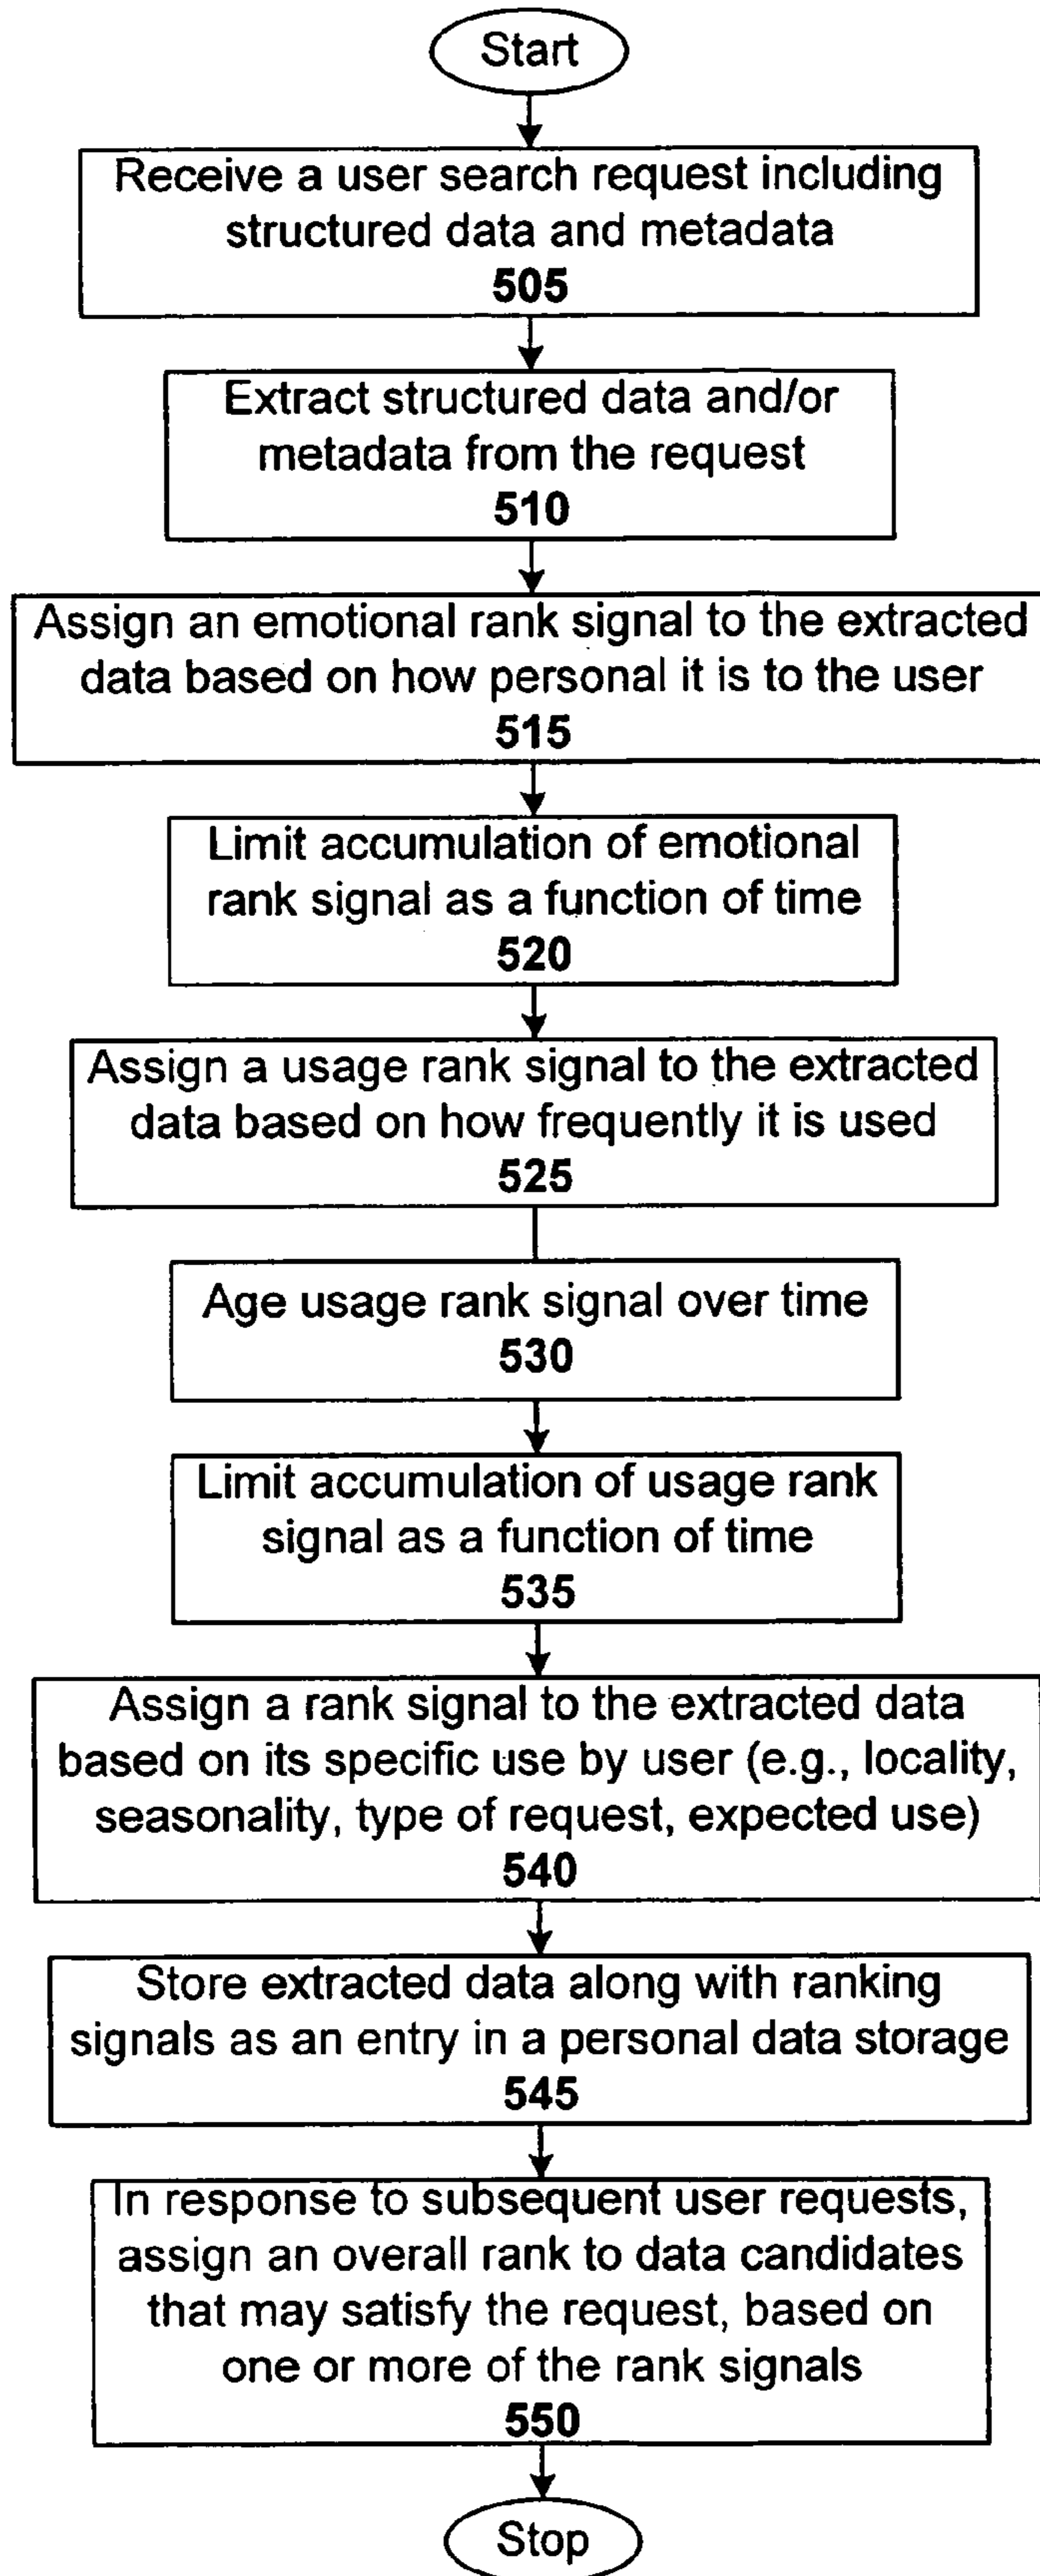 Start
Receive a user search request including
structured data and metadata
505
Extract structured data and/or
metadata from the request
510
Assign an emotional rank signal to the extracted
data based on how personal it is to the user
515
Limit accumulation of emotional
rank signal as a function of time
520
Assign a usage rank signal to the extracted
data based on how frequently it is used
525
Age usage rank signal over time
530
Limit accumulation of usage rank
signal as a function of time
535
Assign a rank signal to the extracted data
based on its specific use by user (e.g., locality,
seasonality, type of request, expected use)
540
Store extracted data along with ranking
signals as an entry in a personal data storage
545
In response to subsequent user requests,
assign an overall rank to data candidates
that may satisfy the request, based on
one or more of the rank signals
550
Stop